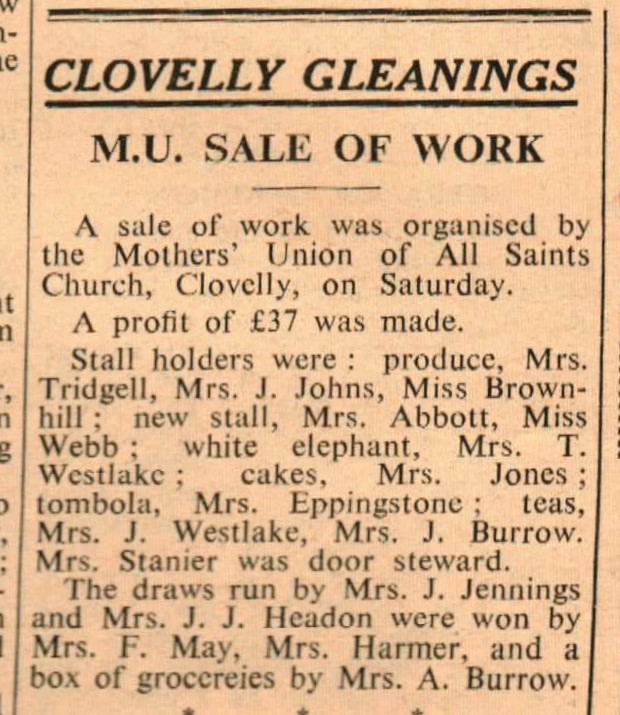 CLOVELLY GLEANINGS
M.U. SALE OF WORK
A sale of work was organised by
the Mothers' Union of All Saints
Church, Clovelly, on Saturday.
A profit of £37 was made.
Stall holders were : produce, Mrs.
Tridgell, Mrs. J. Johns, Miss Brown-
hill ; new stall, Mrs. Abbott, Miss
Webb ; white elephant, Mrs. T.
Westlake ; cakes, Mrs. Jones ;
tombola, Mrs. Eppingstone ; teas,
Mrs. J. Westlake, Mrs. J. Burrow.
Mrs. Stanier was door steward.
The draws run by Mrs. J. Jennings
and Mrs. J. J. Headon were won by
Mrs. F. May, Mrs. Harmer, and a
box of groccreies by Mrs. A. Burrow.
* * *